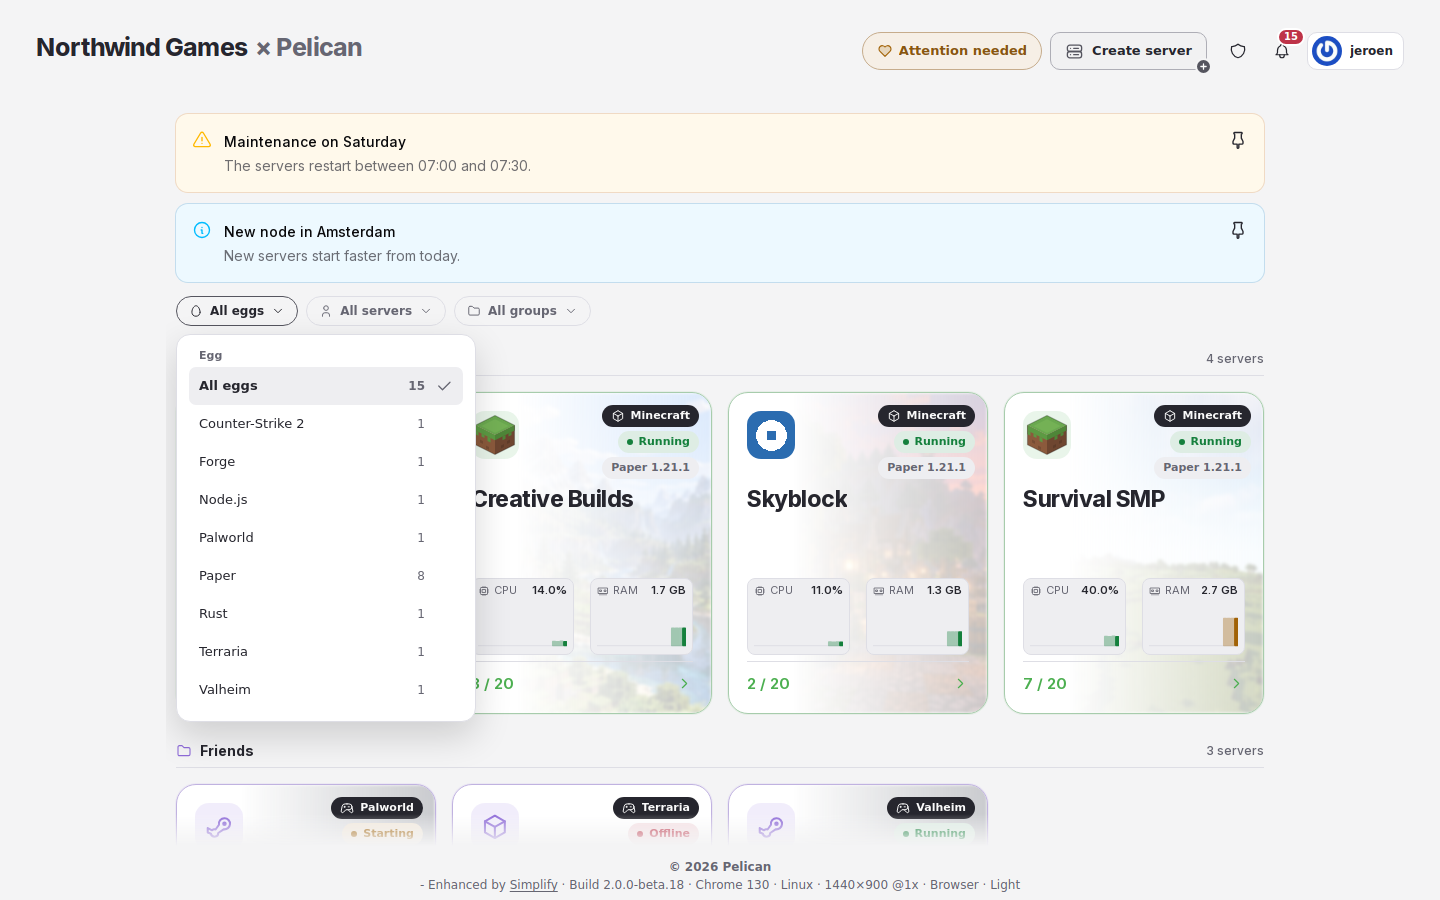 Northwind Games × Pelican
Attention needed
Create server
15
jeroen
Maintenance on Saturday
The servers restart between 07:00 and 07:30.
New node in Amsterdam
New servers start faster from today.
All eggs
All servers
All groups
4 servers
Egg
All eggs 15
Counter-Strike 2 1
Forge 1
Node.js 1
Palworld 1
Paper 8
Rust 1
Terraria 1
Valheim 1
Minecraft
Running
Paper 1.21.1
Creative Builds
CPU 14.0%
RAM 1.7 GB
3 / 20
Minecraft
Running
Paper 1.21.1
Skyblock
CPU 11.0%
RAM 1.3 GB
2 / 20
Minecraft
Running
Paper 1.21.1
Survival SMP
CPU 40.0%
RAM 2.7 GB
7 / 20
Friends
3 servers
Palworld
Starting
Terraria
Offline
Valheim
Running
© 2026 Pelican
- Enhanced by Simplify · Build 2.0.0-beta.18 · Chrome 130 · Linux · 1440×900 @1x · Browser · Light